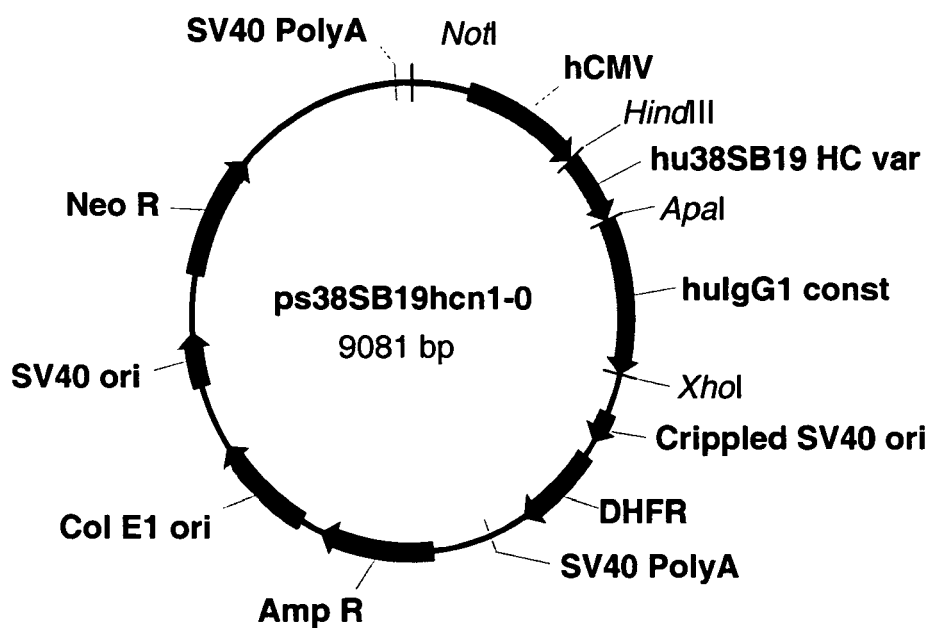 SV40 PolyA
NotI
hCMV
HindIII
hu38SB19 HC var
ApaI
huIgG1 const
XhoI
Crippled SV40 ori
DHFR
SV40 PolyA
Amp R
Col E1 ori
SV40 ori
Neo R
ps38SB19hcn1-0
9081 bp